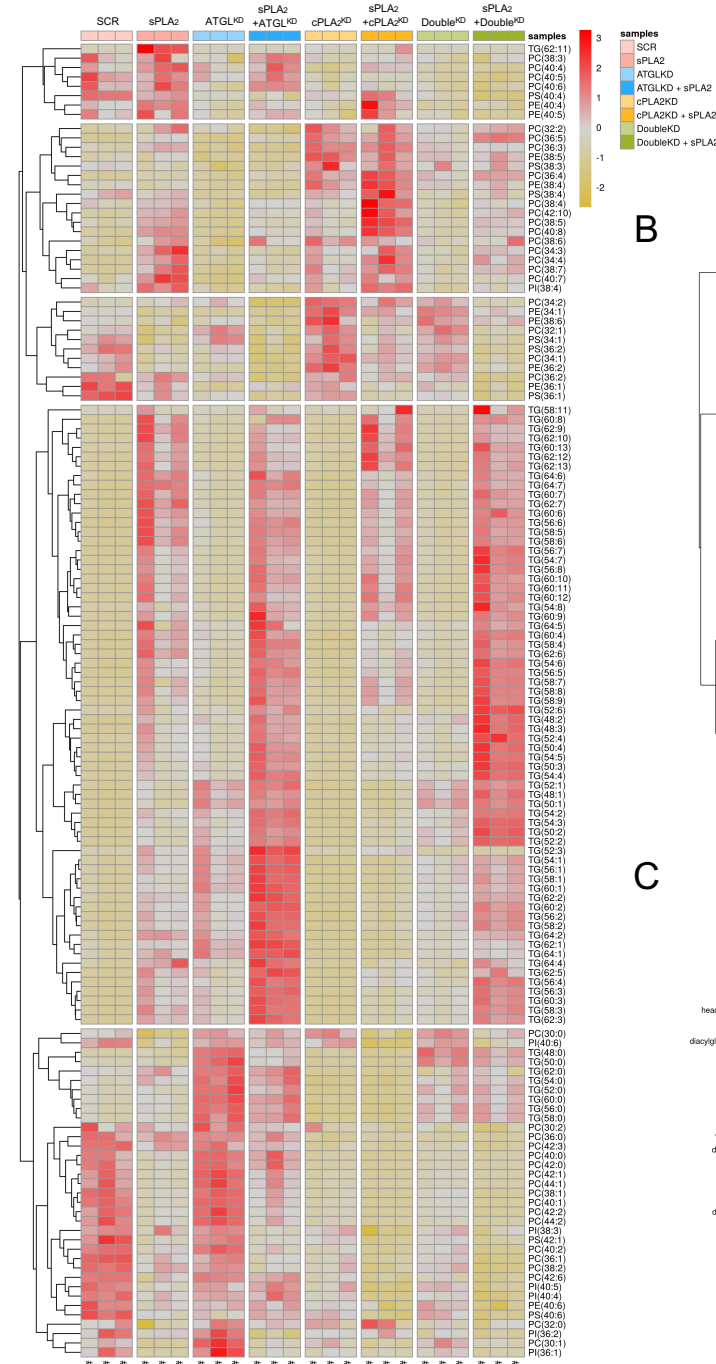 SCR
sPLA2
ATGLKD
sPLA2
+ATGLKD
cPLA2KD
sPLA2
+cPLA2KD
DoubleKD
sPLA2
+DoubleKD
samples
TG(62:11)
PC(38:3)
PC(40:4)
PC(40:5)
PC(40:6)
PS(40:4)
PE(40:4)
PE(40:5)
PC(32:2)
PC(36:5)
PC(36:3)
PE(38:5)
PS(38:3)
PC(36:4)
PE(38:4)
PS(38:4)
PC(38:4)
PC(42:10)
PC(38:5)
PC(40:8)
PC(38:6)
PC(34:3)
PC(34:4)
PC(38:7)
PC(40:7)
PI(38:4)
PC(34:2)
PE(34:1)
PE(38:6)
PC(32:1)
PS(34:1)
PS(36:2)
PC(34:1)
PE(36:2)
PC(36:2)
PE(36:1)
PS(36:1)
TG(58:11)
TG(60:8)
TG(62:9)
TG(62:10)
TG(60:13)
TG(62:12)
TG(62:13)
TG(64:6)
TG(64:7)
TG(60:7)
TG(62:7)
TG(60:6)
TG(56:6)
TG(58:5)
TG(58:6)
TG(56:7)
TG(54:7)
TG(56:8)
TG(60:10)
TG(60:11)
TG(60:12)
TG(54:8)
TG(60:9)
TG(64:5)
TG(60:4)
TG(58:4)
TG(62:6)
TG(54:6)
TG(56:5)
TG(58:7)
TG(58:8)
TG(58:9)
TG(52:6)
TG(48:2)
TG(48:3)
TG(52:4)
TG(50:4)
TG(54:5)
TG(50:3)
TG(54:4)
TG(52:1)
TG(48:1)
TG(50:1)
TG(54:2)
TG(54:3)
TG(50:2)
TG(52:2)
TG(52:3)
TG(54:1)
TG(56:1)
TG(58:1)
TG(60:1)
TG(62:2)
TG(60:2)
TG(56:2)
TG(58:2)
TG(64:2)
TG(62:1)
TG(64:1)
TG(64:4)
TG(62:5)
TG(56:4)
TG(56:3)
TG(60:3)
TG(58:3)
TG(62:3)
PC(30:0)
PI(40:6)
TG(48:0)
TG(50:0)
TG(62:0)
TG(54:0)
TG(52:0)
TG(60:0)
TG(56:0)
TG(58:0)
PC(30:2)
PC(36:0)
PC(42:3)
PC(40:0)
PC(42:0)
PC(42:1)
PC(44:1)
PC(38:1)
PC(40:1)
PC(42:2)
PC(44:2)
PI(38:3)
PS(42:1)
PC(40:2)
PC(36:1)
PC(38:2)
PC(42:6)
PI(40:5)
PI(40:4)
PE(40:6)
PS(40:6)
PC(32:0)
PI(36:2)
PC(30:1)
PI(36:1)
3
2
1
0
-1
-2
samples
SCR
sPLA2
ATGLKD
ATGLKD + sPLA2
cPLA2KD
cPLA2KD + sPLA2
DoubleKD
DoubleKD + sPLA2
B
C
head
diacylgl
d
d